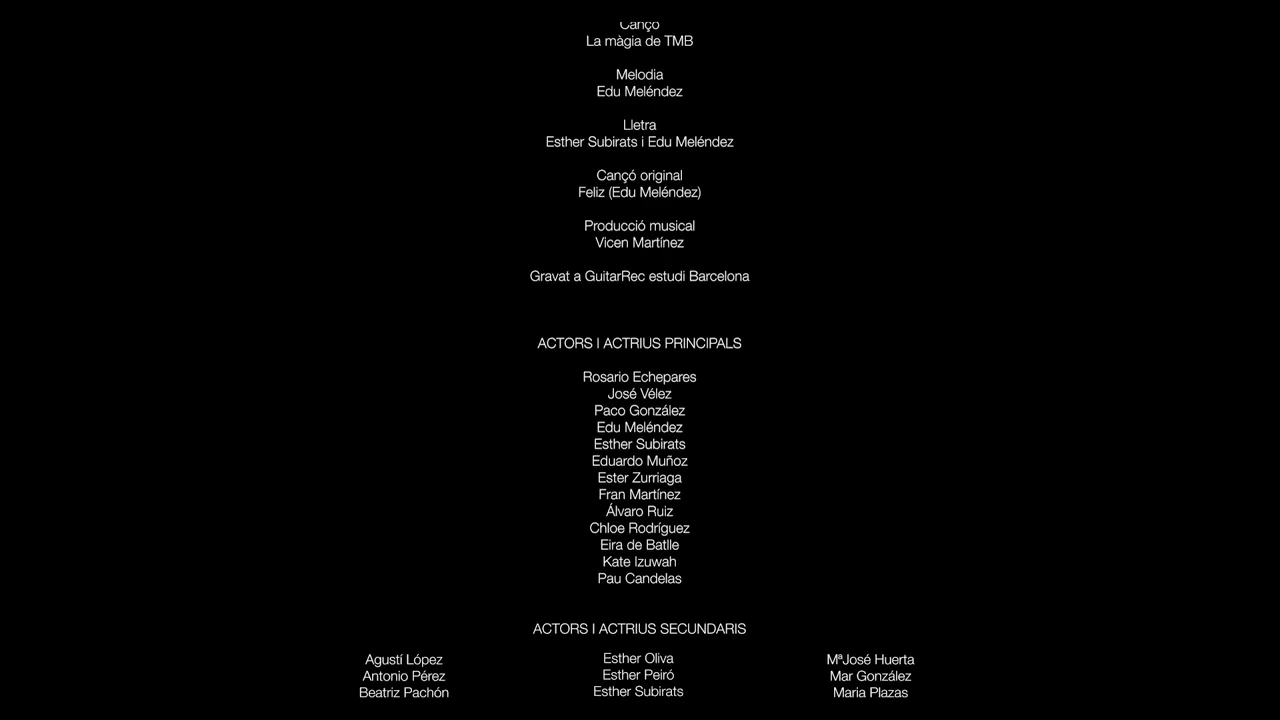 Cançó
La màgia de TMB
Melodia
Edu Meléndez
Lletra
Esther Subirats i Edu Meléndez
Cançó original
Feliz (Edu Meléndez)
Producció musical
Vicen Martínez
Gravat a GuitarRec estudi Barcelona
ACTORS I ACTRIUS PRINCIPALS
Rosario Echepares
José Vélez
Paco González
Edu Meléndez
Esther Subirats
Eduardo Muñoz
Ester Zurriaga
Fran Martínez
Álvaro Ruiz
Chloe Rodríguez
Eira de Batlle
Kate Izuwah
Pau Candelas
ACTORS I ACTRIUS SECUNDARIS
Agustí López
Antonio Pérez
Beatriz Pachón
Esther Oliva
Esther Peiró
Esther Subirats
MªJosé Huerta
Mar González
Maria Plazas